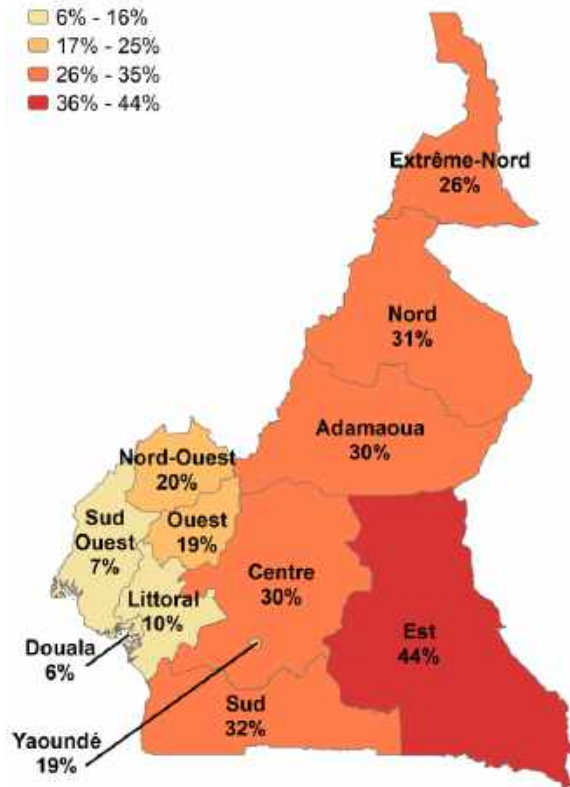 6% - 16%
17% - 25%
26% - 35%
36% - 44%
Extrême-Nord
26%
Nord
31%
Adamaoua
30%
Nord-Ouest
20%
Sud
Ouest
7%
Ouest
19%
Littoral
10%
Centre
30%
Est
44%
Douala
6%
Sud
32%
Yaoundé
19%